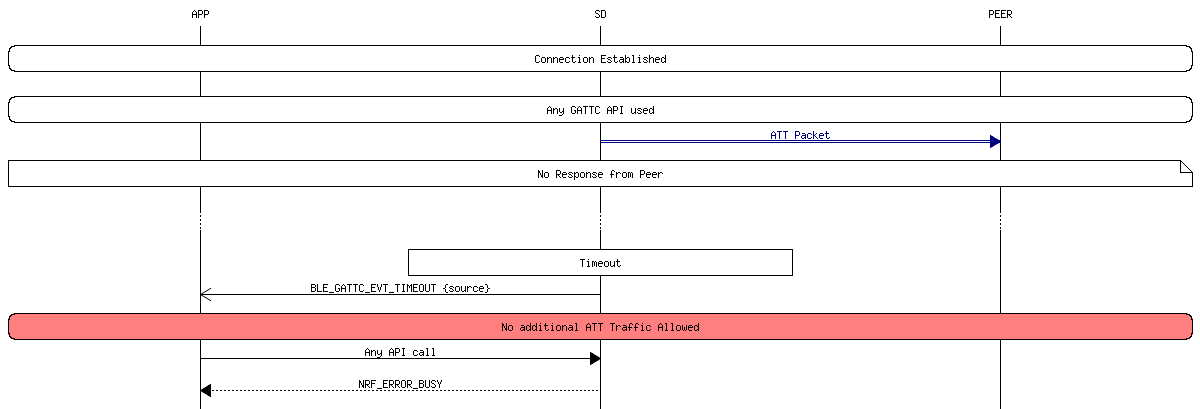 APP SD PEER
Connection Established
Any GATTC API used
ATT Packet
No Response from Peer
Timeout
BLE_GATTC_EVT_TIMEOUT {source}
No additional ATT Traffic Allowed
Any API call
NRF_ERROR_BUSY